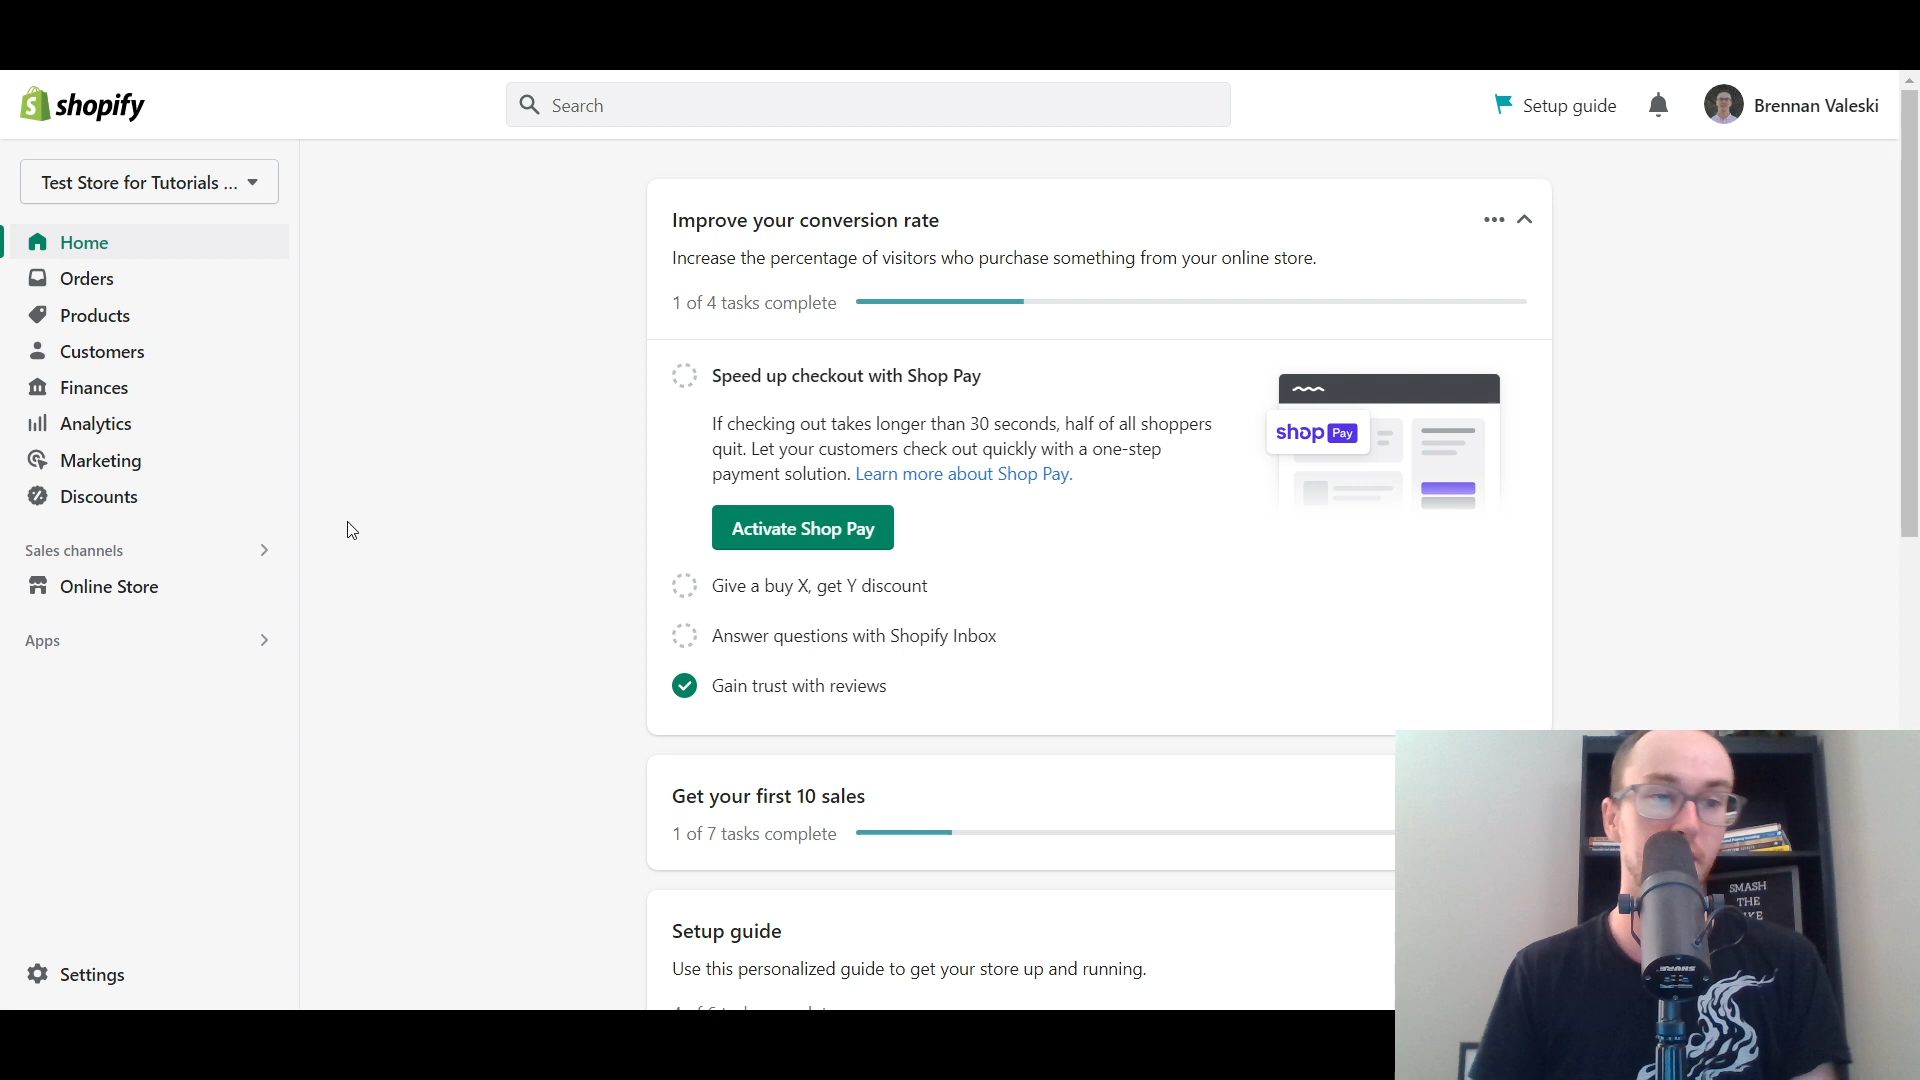 shopify
Search
Setup guide
Brennan Valeski
Test Store for Tutorials ...
Home
Orders
Products
Customers
Finances
Analytics
Marketing
Discounts
Sales channels
Online Store
Apps
Settings
Improve your conversion rate
Increase the percentage of visitors who purchase something from your online store.
1 of 4 tasks complete
Speed up checkout with Shop Pay
If checking out takes longer than 30 seconds, half of all shoppers
quit. Let your customers check out quickly with a one-step
payment solution. Learn more about Shop Pay.
shop Pay
Activate Shop Pay
Give a buy X, get Y discount
Answer questions with Shopify Inbox
Gain trust with reviews
Get your first 10 sales
1 of 7 tasks complete
Setup guide
Use this personalized guide to get your store up and running.
SMASH
THE
SHURE